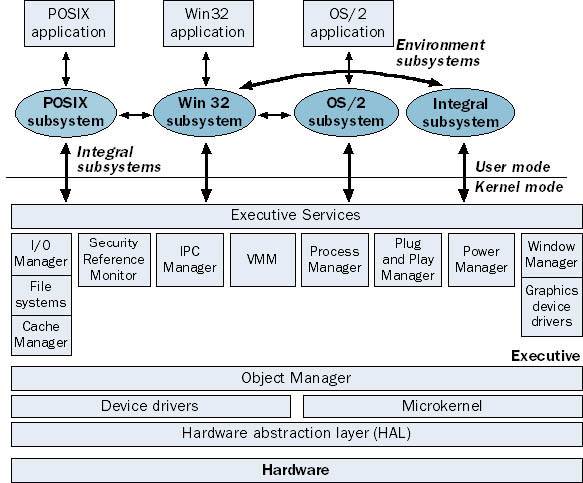 POSIX
application
Win32
application
OS/2
application
Environment
subsystems
POSIX
subsystem
Win 32
subsystem
OS/2
subsystem
Integral
subsystem
Integral
subsystems
User mode
Kernel mode
Executive Services
I/O
Manager
File
systems
Cache
Manager
Security
Reference
Monitor
IPC
Manager
VMM
Process
Manager
Plug
and Play
Manager
Power
Manager
Window
Manager
Graphics
device
drivers
Executive
Object Manager
Device drivers
Microkernel
Hardware abstraction layer (HAL)
Hardware